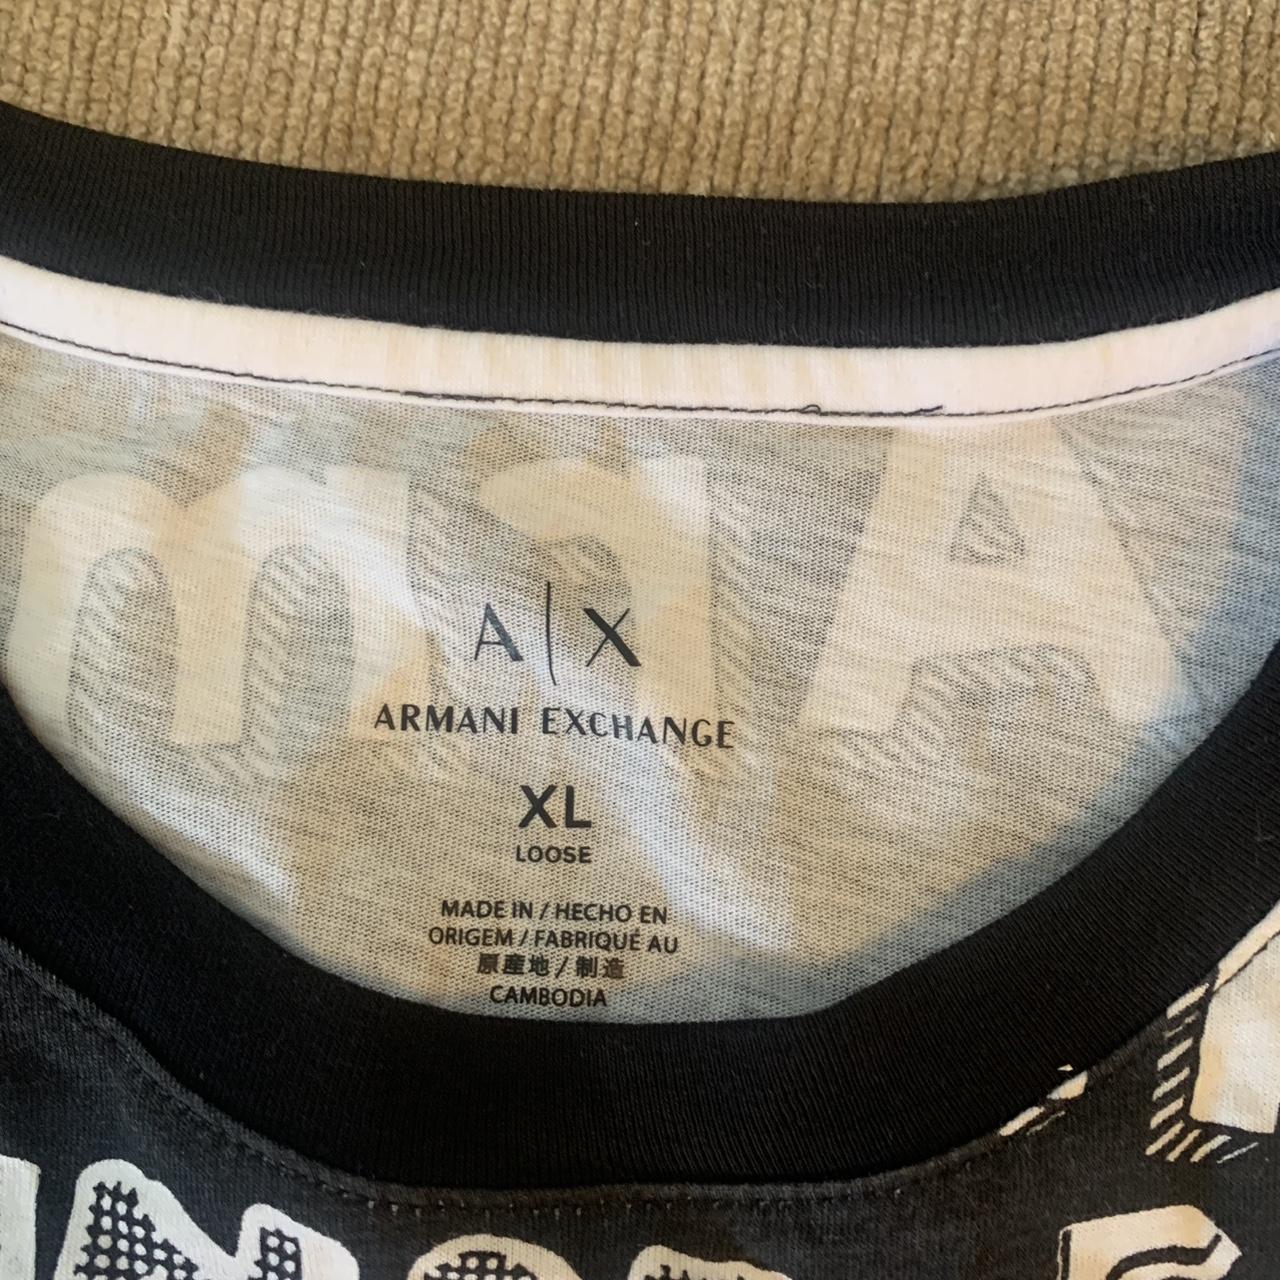 A|X
ARMANI EXCHANGE
XL
LOOSE
MADE IN / HECHO EN
ORIGEM / FABRIQUÉ AU
原産地 / 制造
CAMBODIA